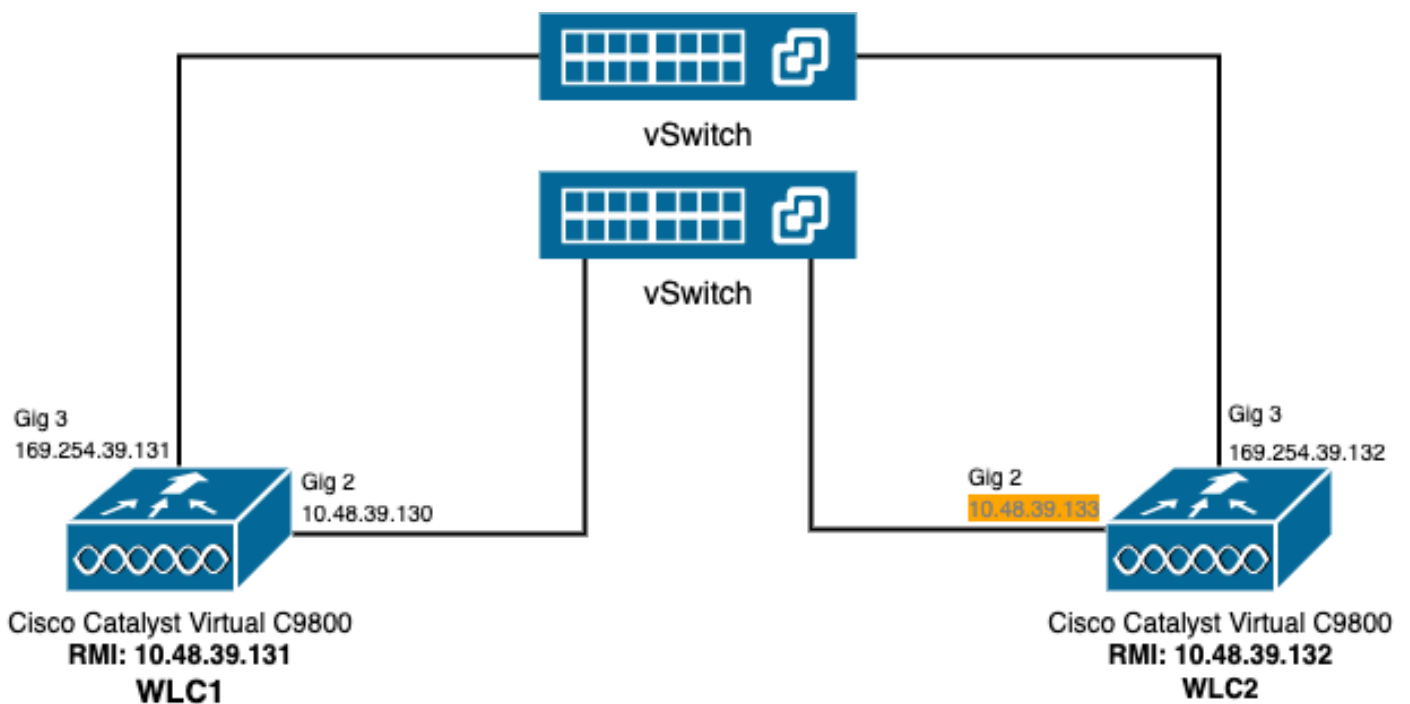 vSwitch
vSwitch
Gig 3
169.254.39.131
Gig 2
10.48.39.130
Gig 2
10.48.39.133
Gig 3
169.254.39.132
Cisco Catalyst Virtual C9800
RMI: 10.48.39.131
WLC1
Cisco Catalyst Virtual C9800
RMI: 10.48.39.132
WLC2